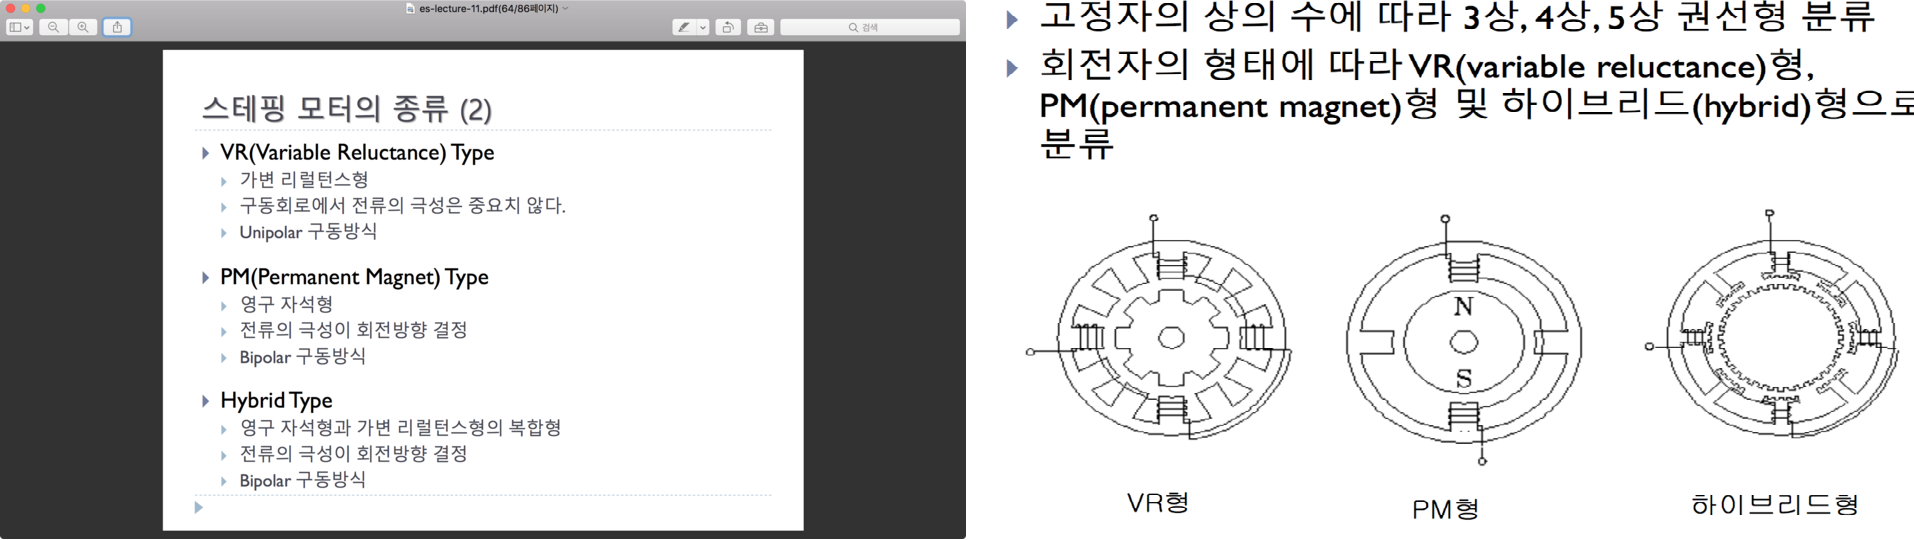 es-lecture-11.pdf(64/86페이지)
검색
스테핑 모터의 종류 (2)
VR(Variable Reluctance) Type
가변 리럴턴스형
구동회로에서 전류의 극성은 중요치 않다.
Unipolar 구동방식
PM(Permanent Magnet) Type
영구 자석형
전류의 극성이 회전방향 결정
Bipolar 구동방식
Hybrid Type
영구 자석형과 가변 리럴턴스형의 복합형
전류의 극성이 회전방향 결정
Bipolar 구동방식
고정자의 상의 수에 따라 3상, 4상, 5상 권선형 분류
회전자의 형태에 따라 VR(variable reluctance)형,
PM(permanent magnet)형 및 하이브리드(hybrid)형으로
분류
N
S
VR형
PM형
하이브리드형